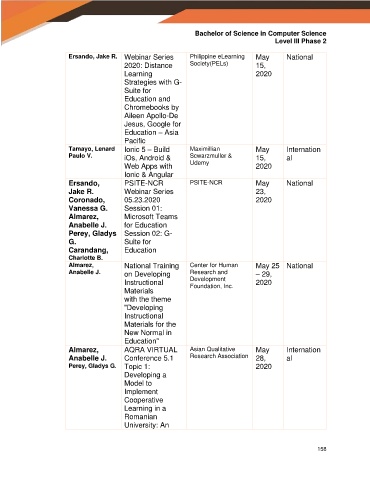 Bachelor of Science in Computer Science
Level III Phase 2
Ersando, Jake R.
Webinar Series
2020: Distance
Learning
Strategies with G-
Suite for
Education and
Chromebooks by
Aileen Apollo-De
Jesus, Google for
Education – Asia
Pacific
Philippine eLearning
Society(PELs)
May
15,
2020
National
Tamayo, Lenard
Paulo V.
Ionic 5 – Build
iOs, Android &
Web Apps with
Ionic & Angular
Maximillian
Scwarzmuller &
Udemy
May
15,
2020
Internation
al
Ersando,
Jake R.
Coronado,
Vanessa G.
Almarez,
Anabelle J.
Perey, Gladys
G.
Carandang,
Charlotte B.
PSITE-NCR
Webinar Series
05.23.2020
Session 01:
Microsoft Teams
for Education
Session 02: G-
Suite for
Education
PSITE-NCR
May
23,
2020
National
Almarez,
Anabelle J.
National Training
on Developing
Instructional
Materials
with the theme
"Developing
Instructional
Materials for the
New Normal in
Education"
Center for Human
Research and
Development
Foundation, Inc.
May 25
– 29,
2020
National
Almarez,
Anabelle J.
Perey, Gladys G.
AQRA VIRTUAL
Conference 5.1
Topic 1:
Developing a
Model to
Implement
Cooperative
Learning in a
Romanian
University: An
Asian Qualitative
Research Association
May
28,
2020
Internation
al
158